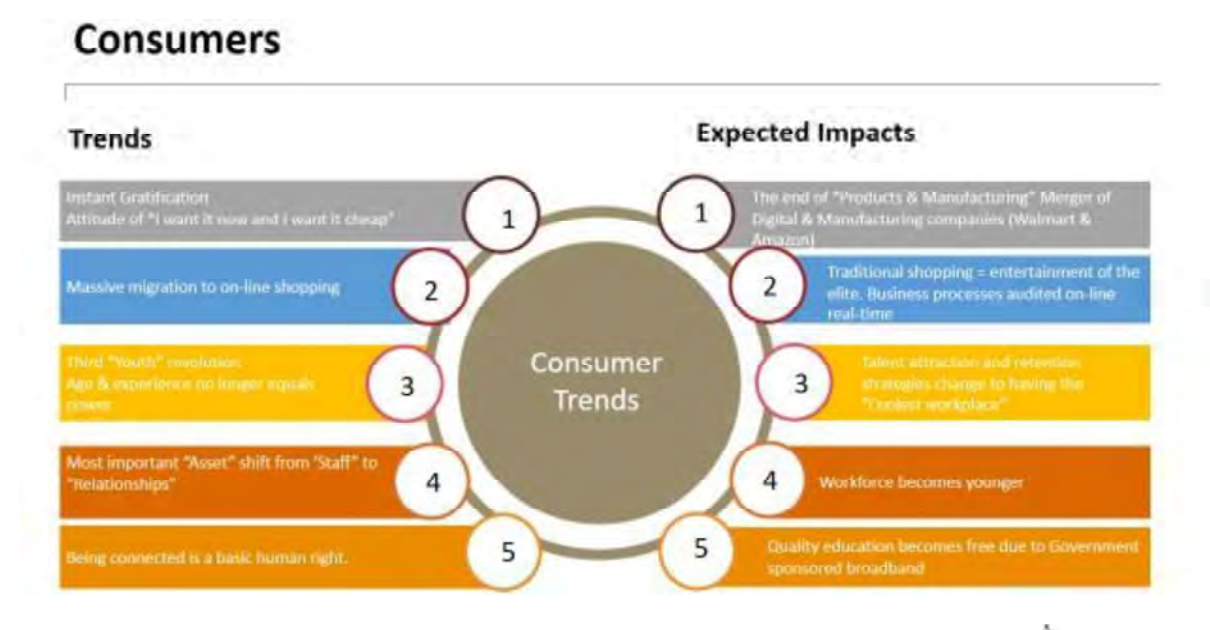 Consumers
Trends
Expected Impacts
Instant Gratification
Attitude of "I want it now and i want it cheap"
1
1
The end of "Products & Manufacturing" Merger of
Digital & Manufacturing companies (Walmart &
Amazon)
Massive migration to on-line shopping
2
2
Traditional shopping = entertainment of the
elite. Business processes audited on-line
real-time
Third "Youth" revolution
Age & experience no longer equals
power
3
Consumer
Trends
3
Talent attraction and retention
strategies change to having the
"Coolest workplace"
Most important "Asset" shift from "Staff" to
"Relationships"
4
4
Workforce becomes younger
Being connected is a basic human right.
5
5
Quality education becomes free due to Government
sponsored broadband